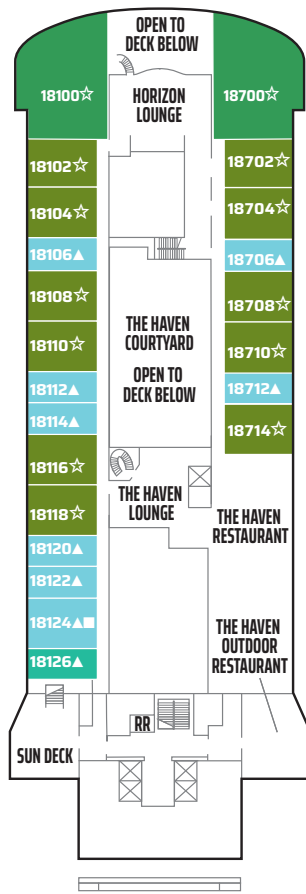 OPEN TO
DECK BELOW
18100☆
18700☆
HORIZON
LOUNGE
18102☆
18702☆
18104☆
18704☆
18106▲
18706▲
18108☆
18708☆
THE HAVEN
COURTYARD
18110☆
18710☆
OPEN TO
DECK BELOW
18112▲
18712▲
18114▲
18714☆
18116☆
THE HAVEN
LOUNGE
18118☆
THE HAVEN
RESTAURANT
18120▲
18122▲
18124▲■
THE HAVEN
OUTDOOR
RESTAURANT
18126▲
RR
SUN DECK